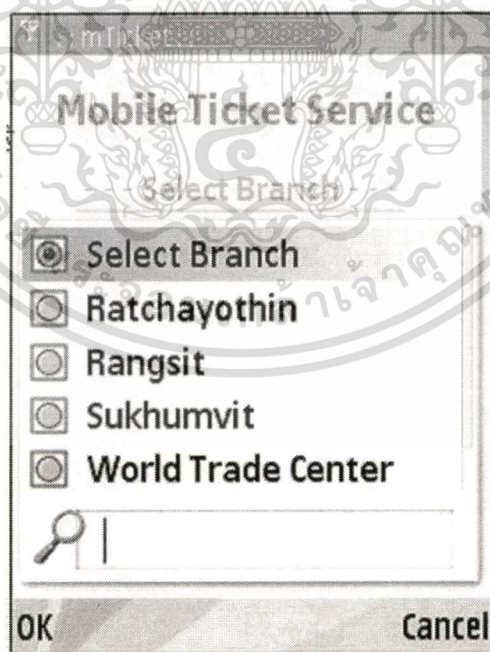 mTicket...
Mobile Ticket Service
Select Branch
Select Branch
Ratchayothin
Rangsit
Sukhumvit
World Trade Center
OK
Cancel